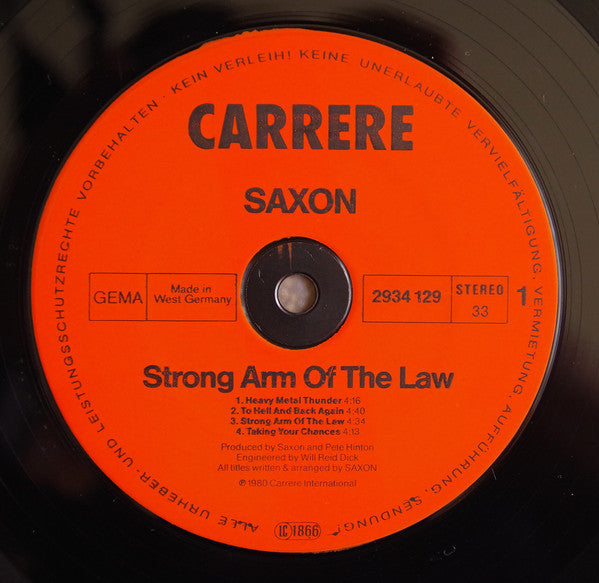 ALLE URHEBER- UND LEISTUNGSSCHUTZRECHTE VORBEHALTEN · KEIN VERLEIH! KEINE UNERLAUBTE VERVIELFÄLTIGUNG, VERMIETUNG, AUFFÜHRUNG, SENDUNG!
CARRERE
SAXON
GEMA
Made in
West Germany
2934 129
STEREO
33
1
Strong Arm Of The Law
1. Heavy Metal Thunder 4:16
2. To Hell And Back Again 4:40
3. Strong Arm Of The Law 4:34
4. Taking Your Chances 4:13
Produced by Saxon and Pete Hinton
Engineered by Will Reid Dick
All titles written & arranged by SAXON
℗ 1980 Carrere International
LC 1866